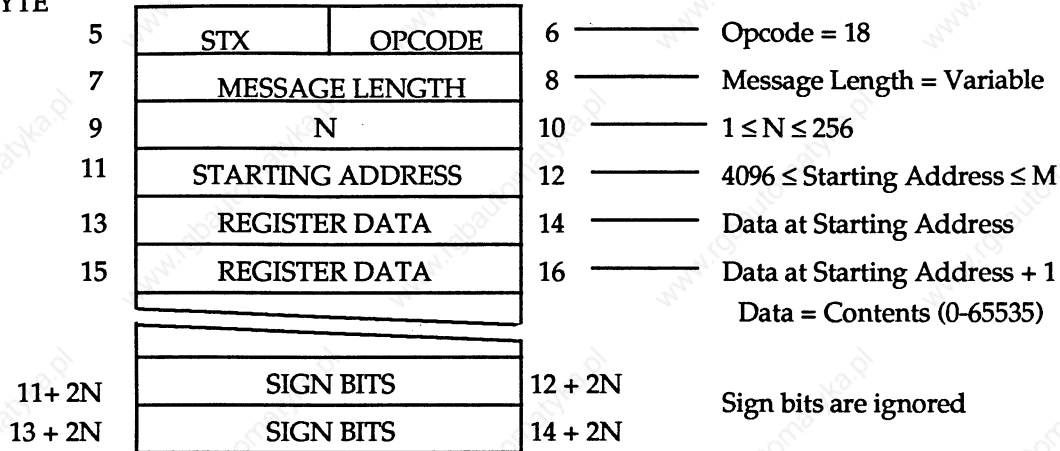 YTE
5 STX OPCODE 6 Opcode = 18
7 MESSAGE LENGTH 8 Message Length = Variable
9 N 10 1 ≤ N ≤ 256
11 STARTING ADDRESS 12 4096 ≤ Starting Address ≤ M
13 REGISTER DATA 14 Data at Starting Address
15 REGISTER DATA 16 Data at Starting Address + 1
Data = Contents (0-65535)
11+ 2N SIGN BITS 12 + 2N
Sign bits are ignored
13 + 2N SIGN BITS 14 + 2N